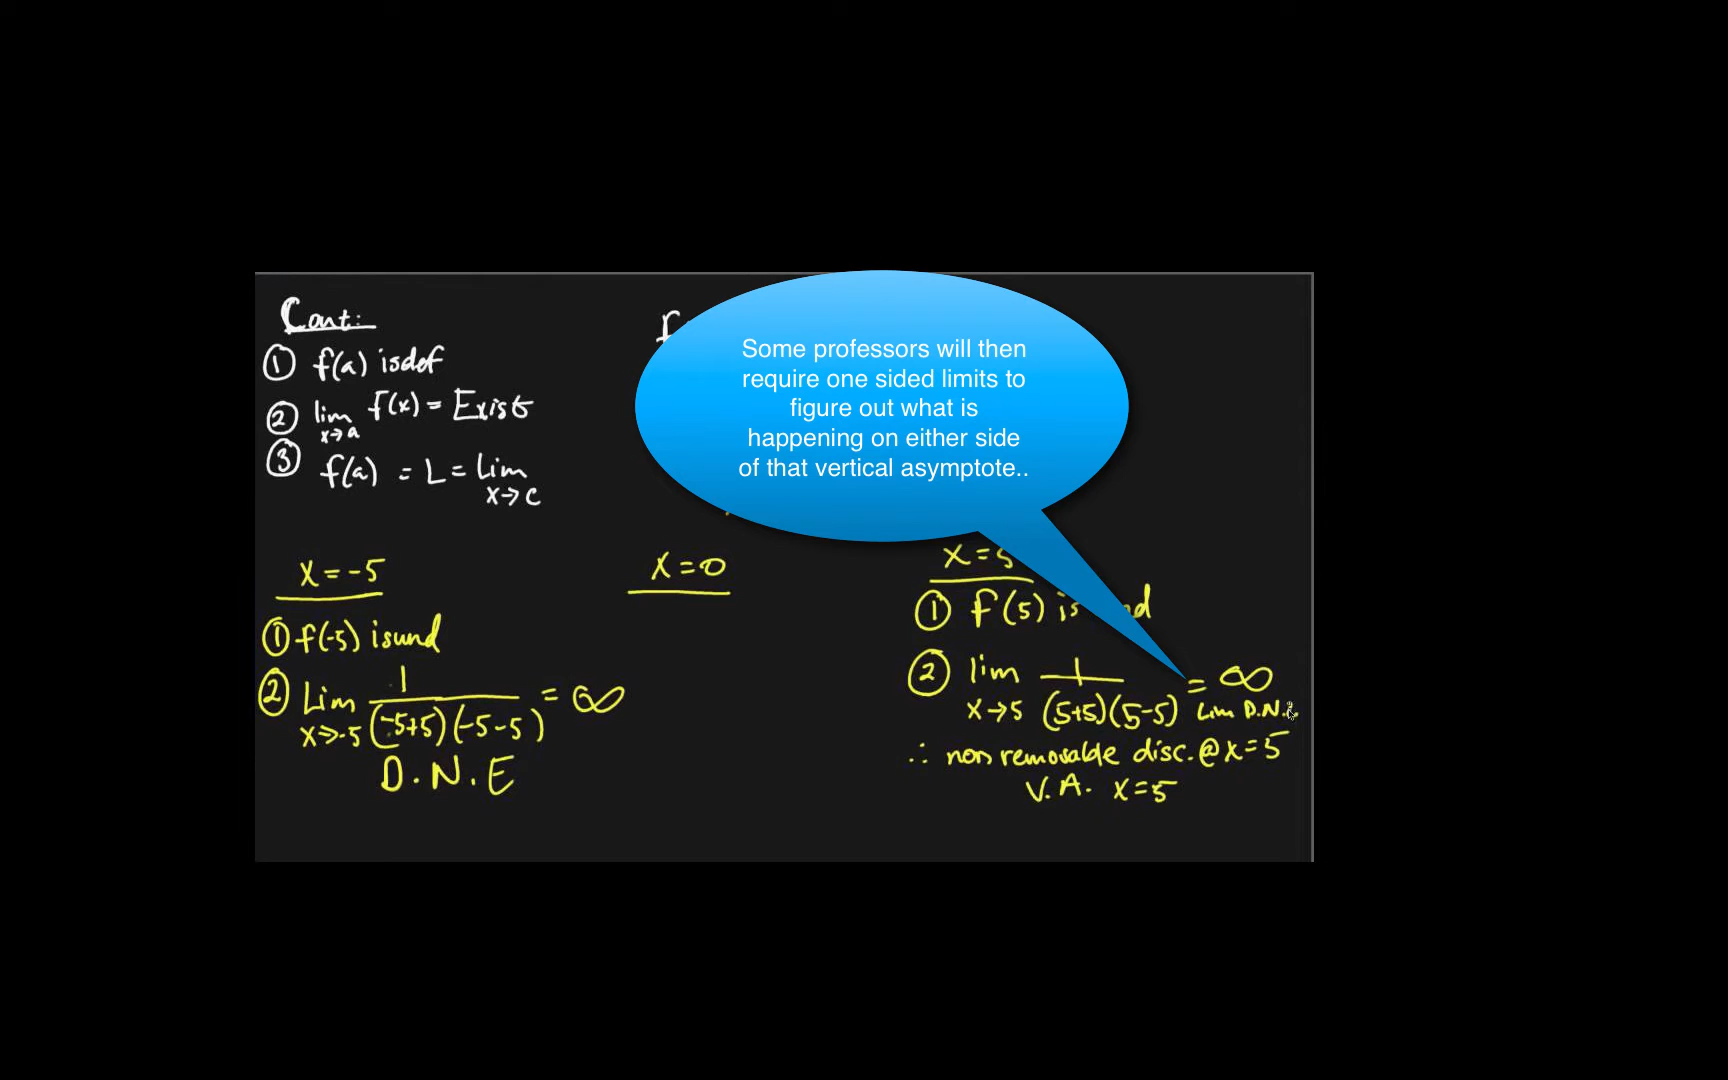 Cont:
① f(a) isdef
② lim x→a f(x) = Exists
③ f(a) = L = Lim x→c
Some professors will then
require one sided limits to
figure out what is
happening on either side
of that vertical asymptote..
x = -5
① f(-5) is und
② Lim x→-5 1/(-5+5)(-5-5) = ∞
D.N.E
x = 0
x = 5
① f(5) is und
② lim x→5 1/(5+5)(5-5) = ∞
Lim D.N.E
∴ non removable disc. @ x=5
V.A. x=5